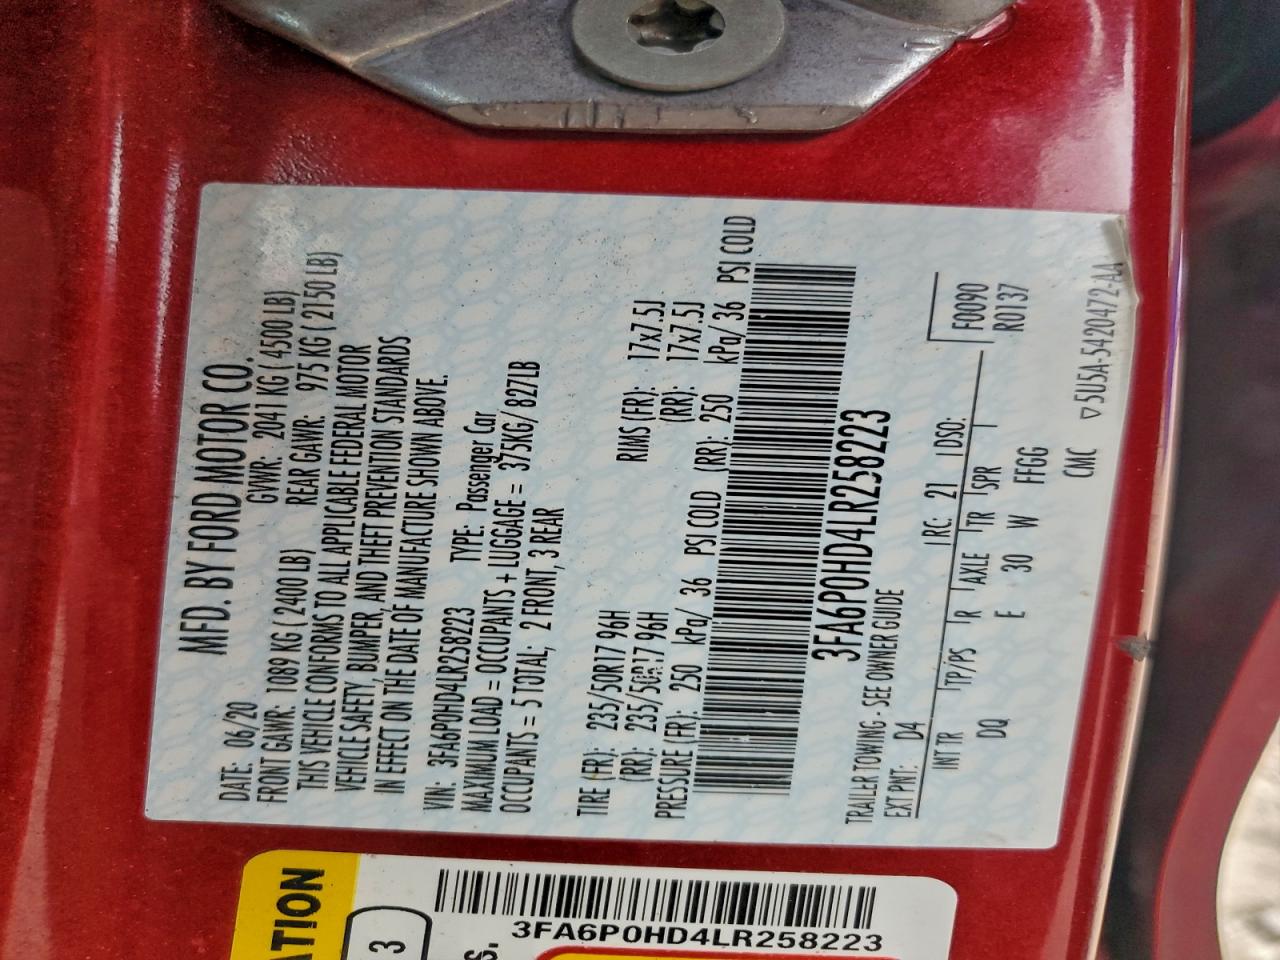 MFD. BY FORD MOTOR CO.
DATE: 06/20 GVWR: 2041 KG ( 4500 LB)
FRONT GAWR: 1089 KG ( 2400 LB) REAR GAWR: 975 KG ( 2150 LB)
THIS VEHICLE CONFORMS TO ALL APPLICABLE FEDERAL MOTOR
VEHICLE SAFETY, BUMPER, AND THEFT PREVENTION STANDARDS
IN EFFECT ON THE DATE OF MANUFACTURE SHOWN ABOVE.
VIN: 3FA6P0HD4LR258223 TYPE: Passenger Car
MAXIMUM LOAD = OCCUPANTS + LUGGAGE = 375KG/ 827LB
OCCUPANTS = 5 TOTAL; 2 FRONT, 3 REAR
TIRE (FR): 235/50R17 96H RIMS (FR): 17x7.5J
(RR): 235/50R17 96H (RR): 17x7.5J
PRESSURE (FR): 250 kPa/ 36 PSI COLD (RR): 250 kPa/ 36 PSI COLD
3FA6P0HD4LR258223
TRAILER TOWING - SEE OWNER GUIDE
EXT PNT: D4 RC: 21 DSO: F0090
INT TR TP/PS R AXLE TR SPR R0137
DQ E 30 W FFGG
CMC ▽5U5A-5420472-AA
3FA6P0HD4LR258223
3